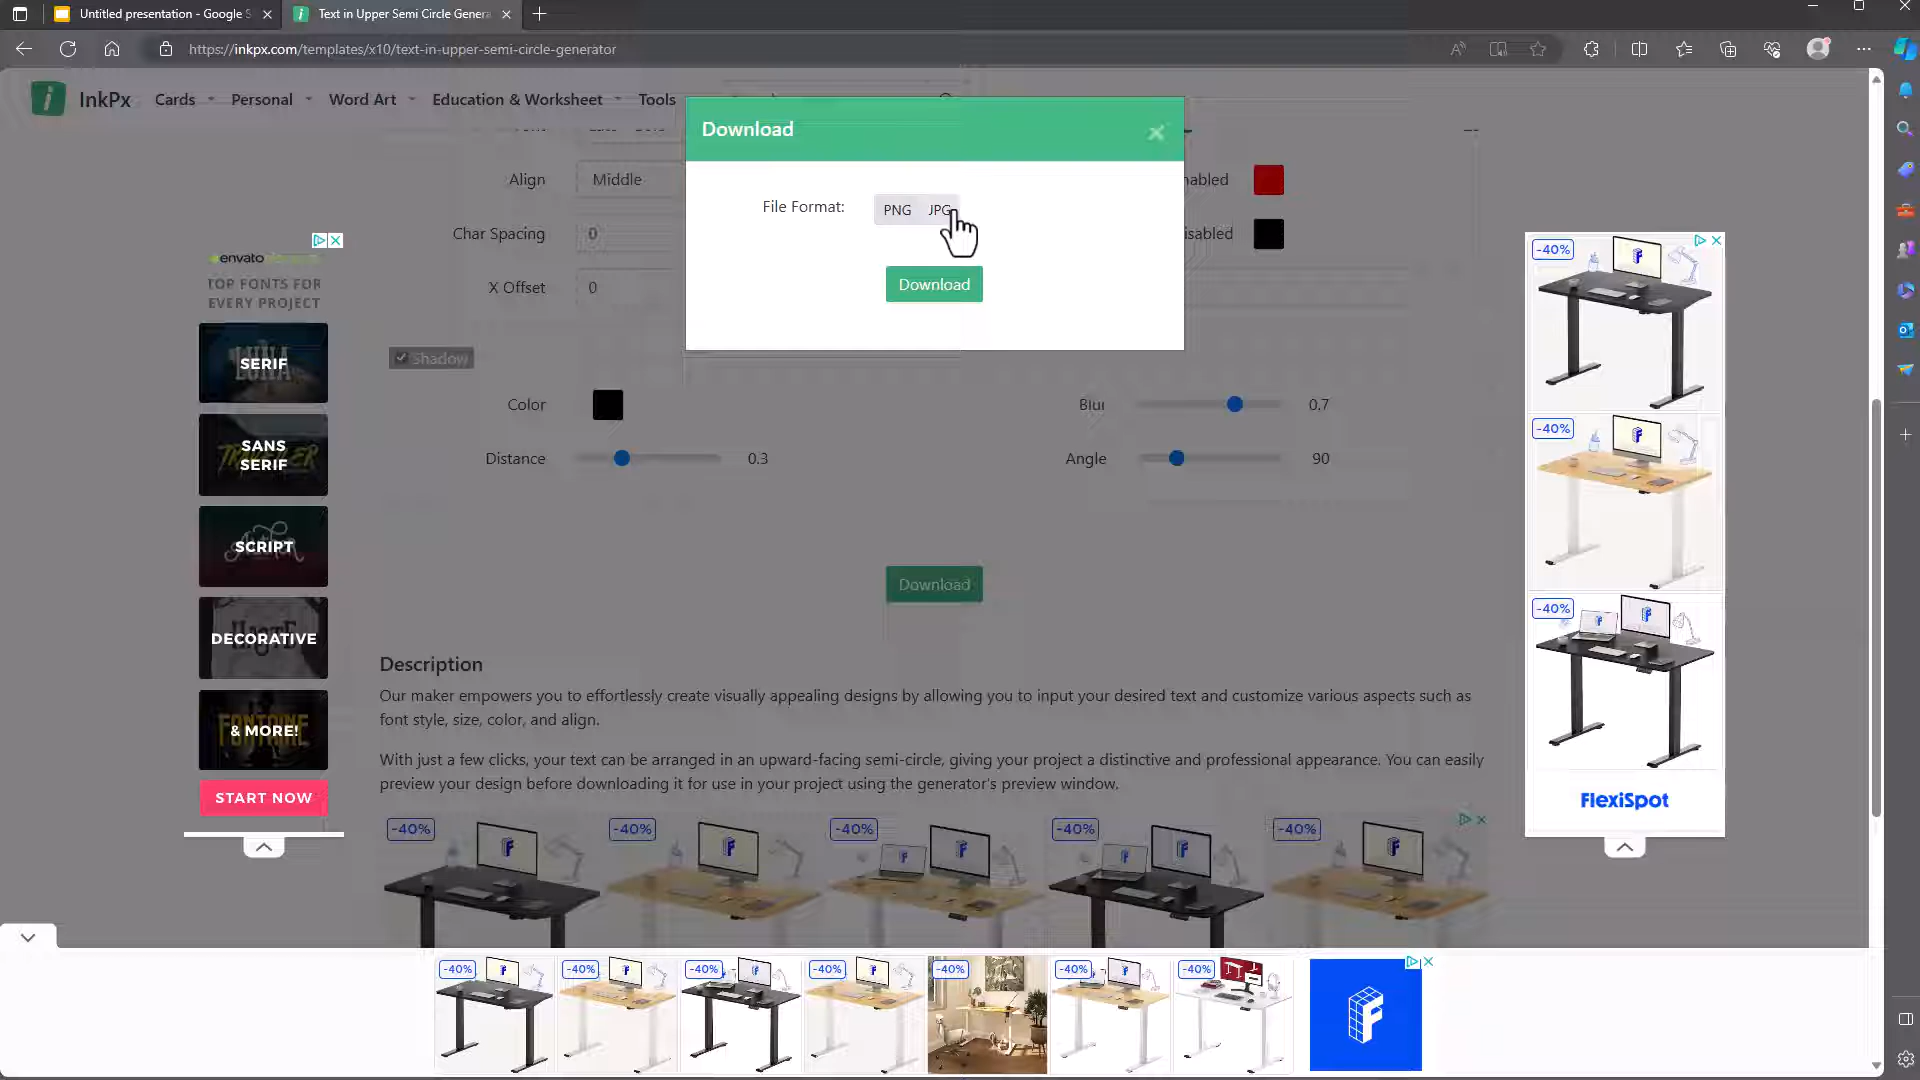 Untitled presentation - Google S
Text in Upper Semi Circle Genera
https://inkpx.com/templates/x10/text-in-upper-semi-circle-generator
InkPx
Cards
Personal
Word Art
Education & Worksheet
Tools
Download
File Format:
PNG
JPG
Download
Align
Middle
Char Spacing
0
X Offset
0
Shadow
Color
Blur
0.7
Distance
0.3
Angle
90
Download
Description
Our maker empowers you to effortlessly create visually appealing designs by allowing you to input your desired text and customize various aspects such as
font style, size, color, and align.
With just a few clicks, your text can be arranged in an upward-facing semi-circle, giving your project a distinctive and professional appearance. You can easily
preview your design before downloading it for use in your project using the generator's preview window.
TOP FONTS FOR
EVERY PROJECT
SERIF
SANS
SERIF
SCRIPT
DECORATIVE
& MORE!
START NOW
-40%
-40%
-40%
FlexiSpot
-40%
-40%
-40%
-40%
-40%
-40%
-40%
-40%
-40%
-40%
-40%
-40%